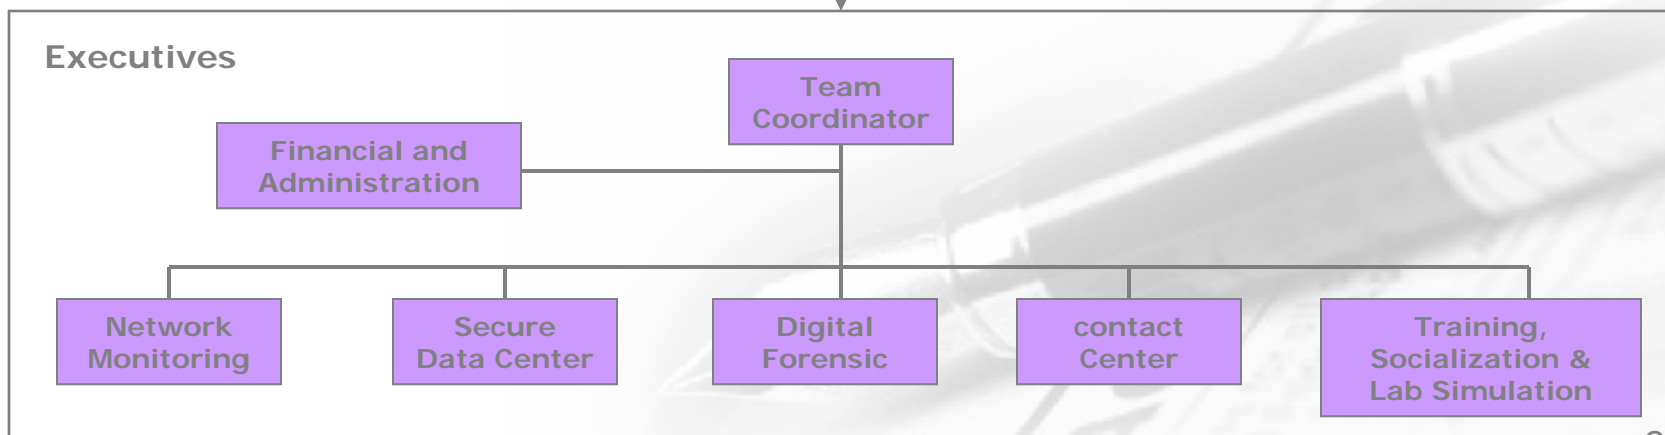 Executives
Team
Coordinator
Financial and
Administration
Network
Monitoring
Secure
Data Center
Digital
Forensic
contact
Center
Training,
Socialization &
Lab Simulation